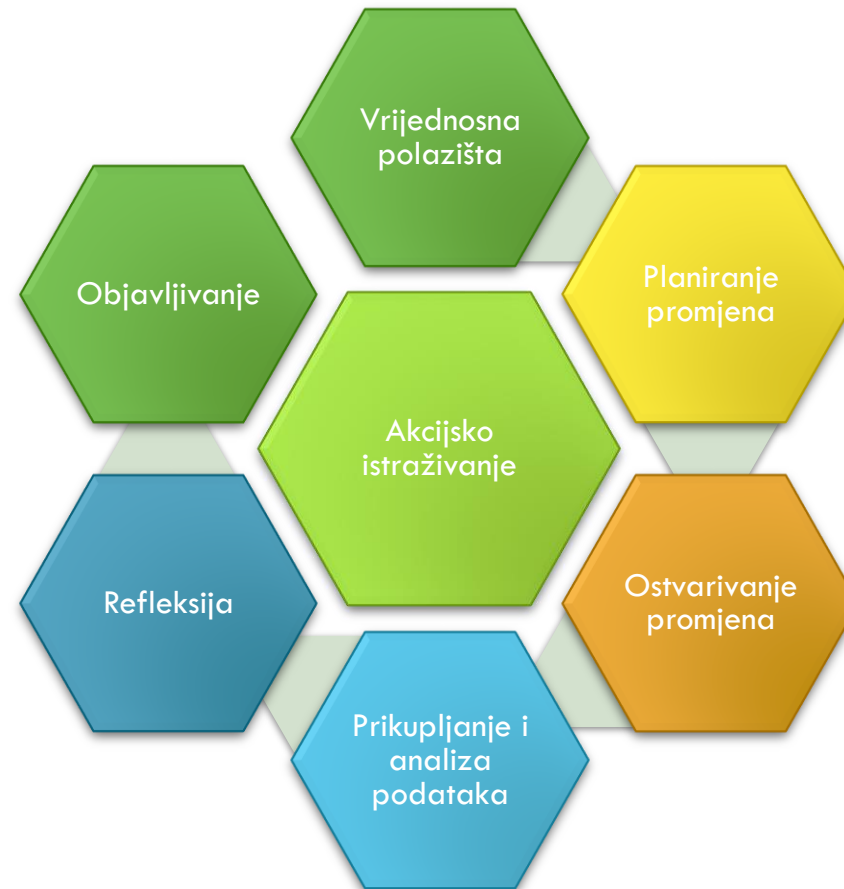 Vrijednosna
polazišta
Planiranje
promjena
Ostvarivanje
promjena
Prikupljanje i
analiza
podataka
Refleksija
Objavljivanje
Akcijsko
istraživanje